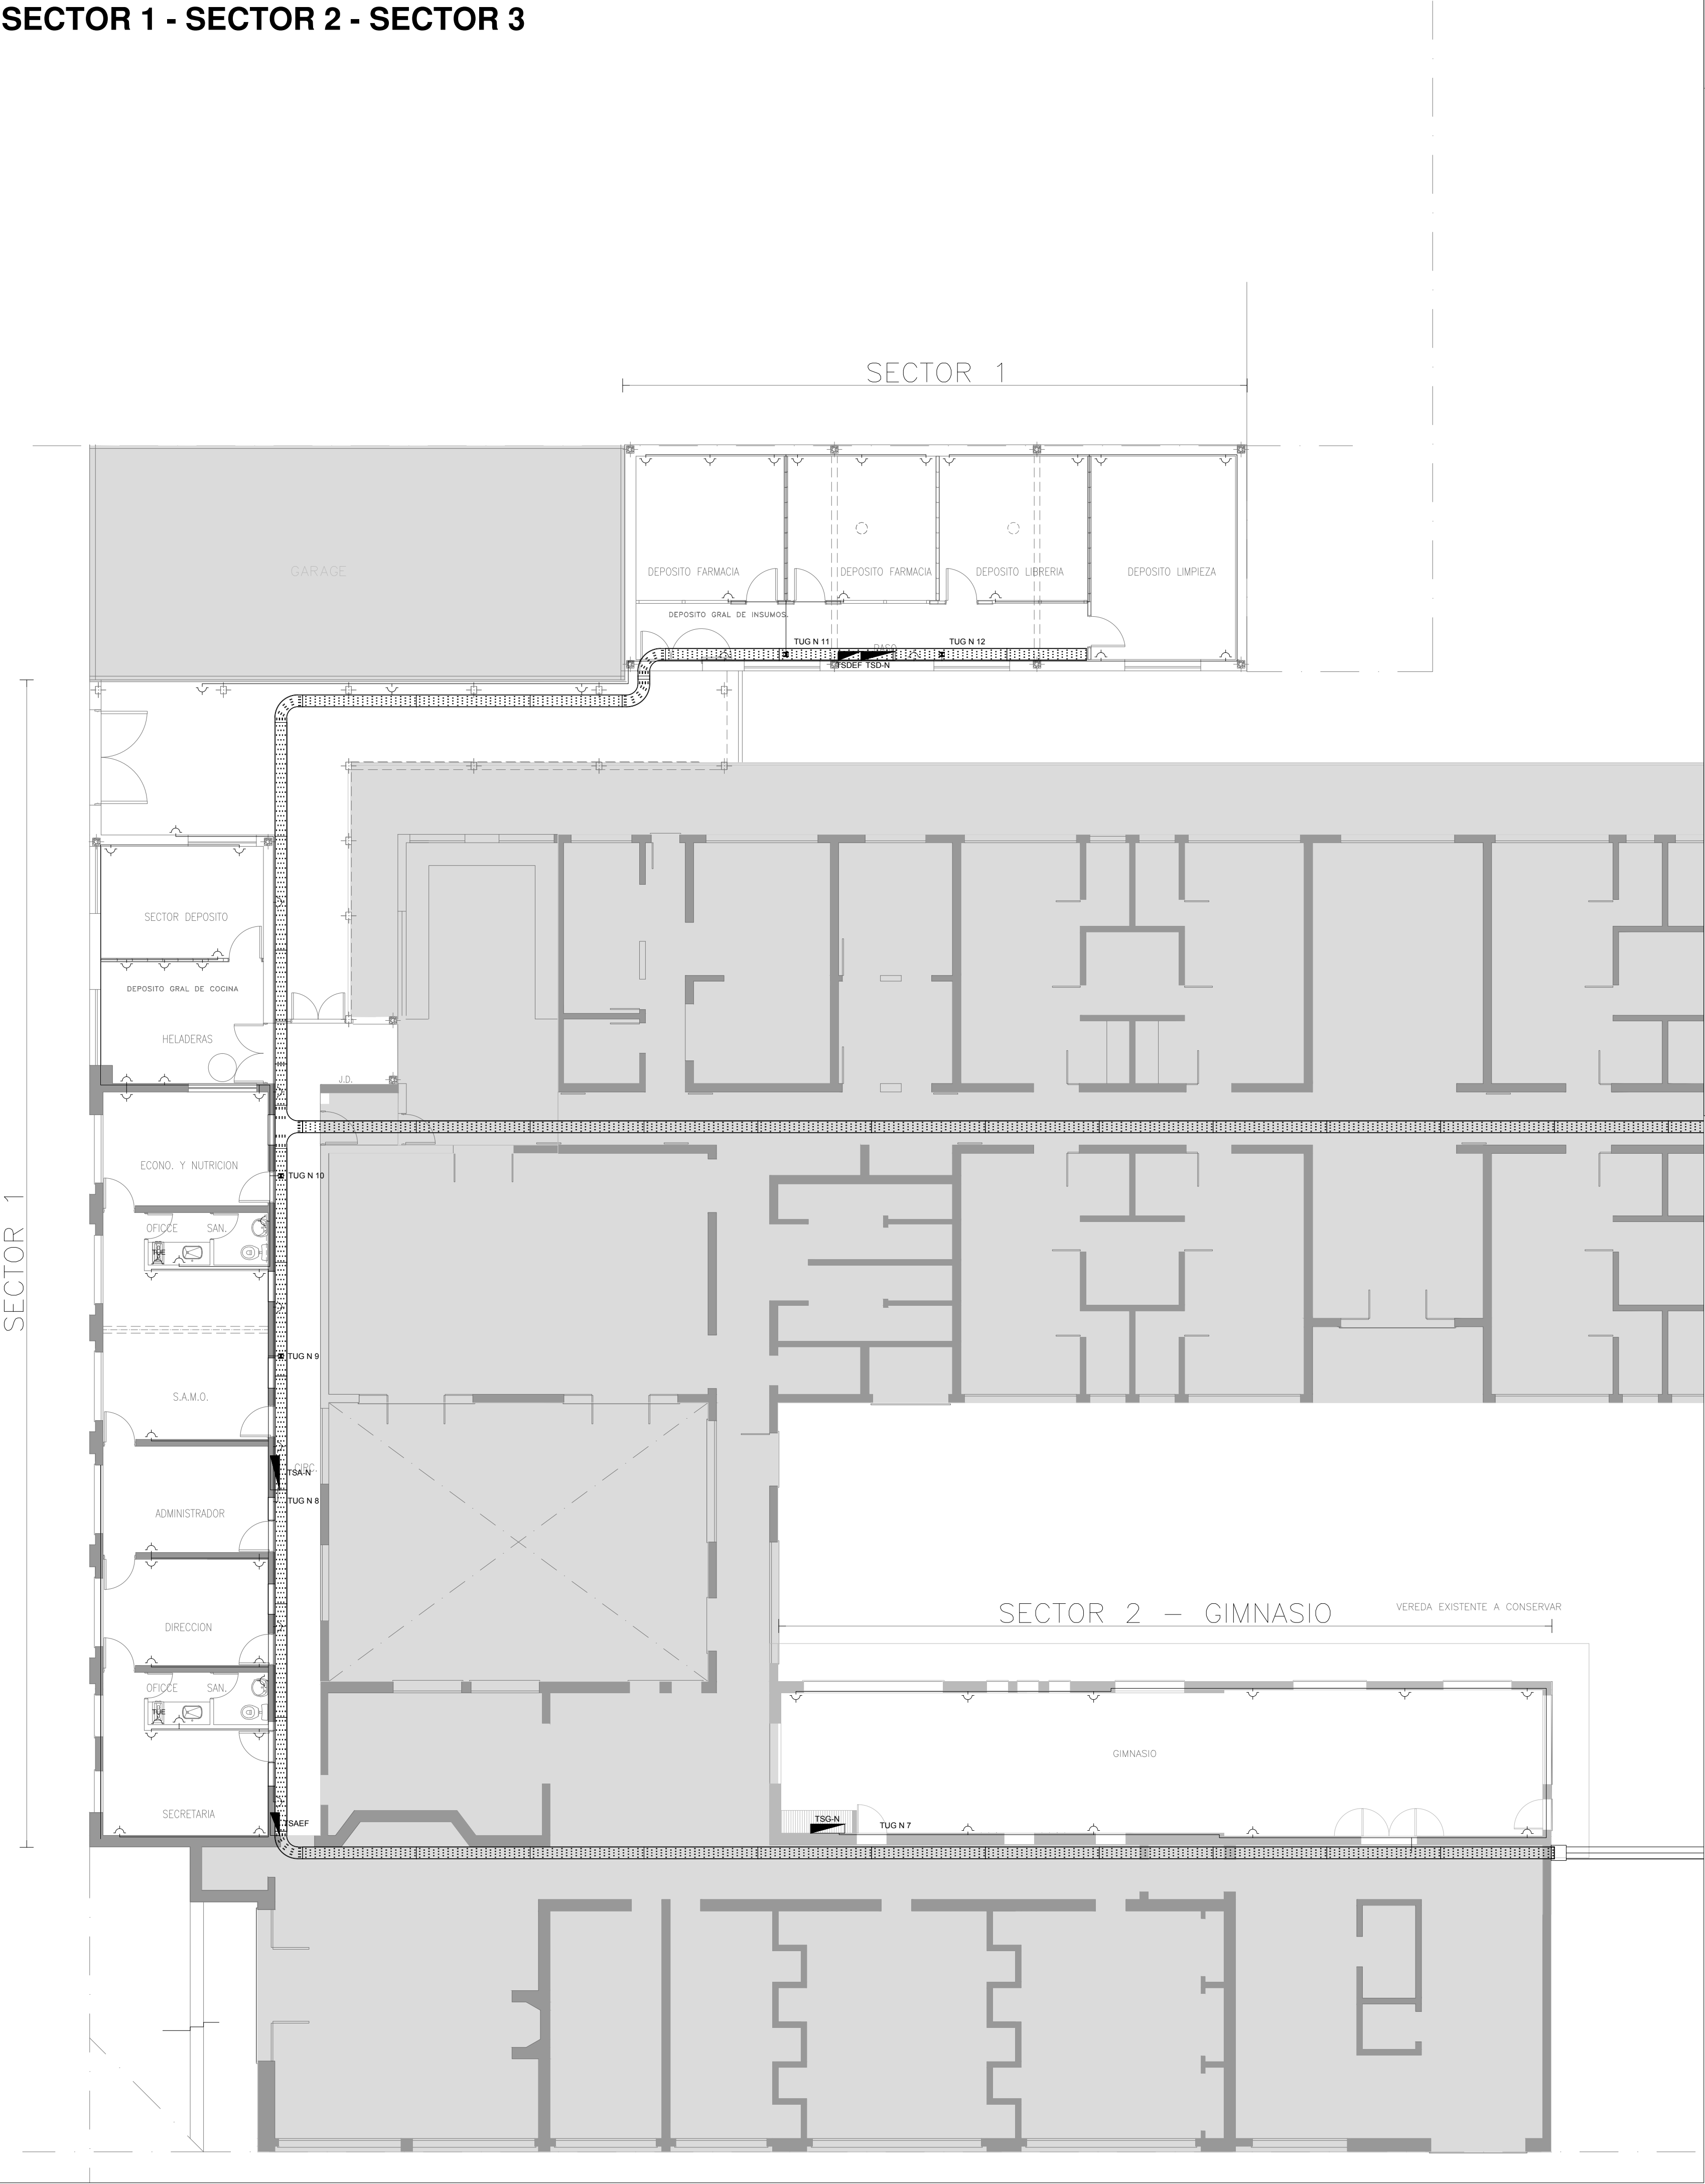 SECTOR 1 - SECTOR 2 - SECTOR 3
SECTOR 1
GARAGE
DEPOSITO FARMACIA
DEPOSITO FARMACIA
DEPOSITO LIBRERIA
DEPOSITO LIMPIEZA
DEPOSITO GRAL DE INSUMOS.
TUG N 11
TUG N 12
TSDEF TSD-N
SECTOR DEPOSITO
DEPOSITO GRAL DE COCINA
HELADERAS
J.D.
ECONO. Y NUTRICION
TUG N 10
SECTOR 1
OFICCE
SAN.
TUE
TUG N 9
S.A.M.O.
CIRC.
TSA-N
TUG N 8
ADMINISTRADOR
SECTOR 2 - GIMNASIO
VEREDA EXISTENTE A CONSERVAR
DIRECCION
OFICCE
SAN.
TUE
GIMNASIO
SECRETARIA
TSAEF
TSG-N
TUG N 7